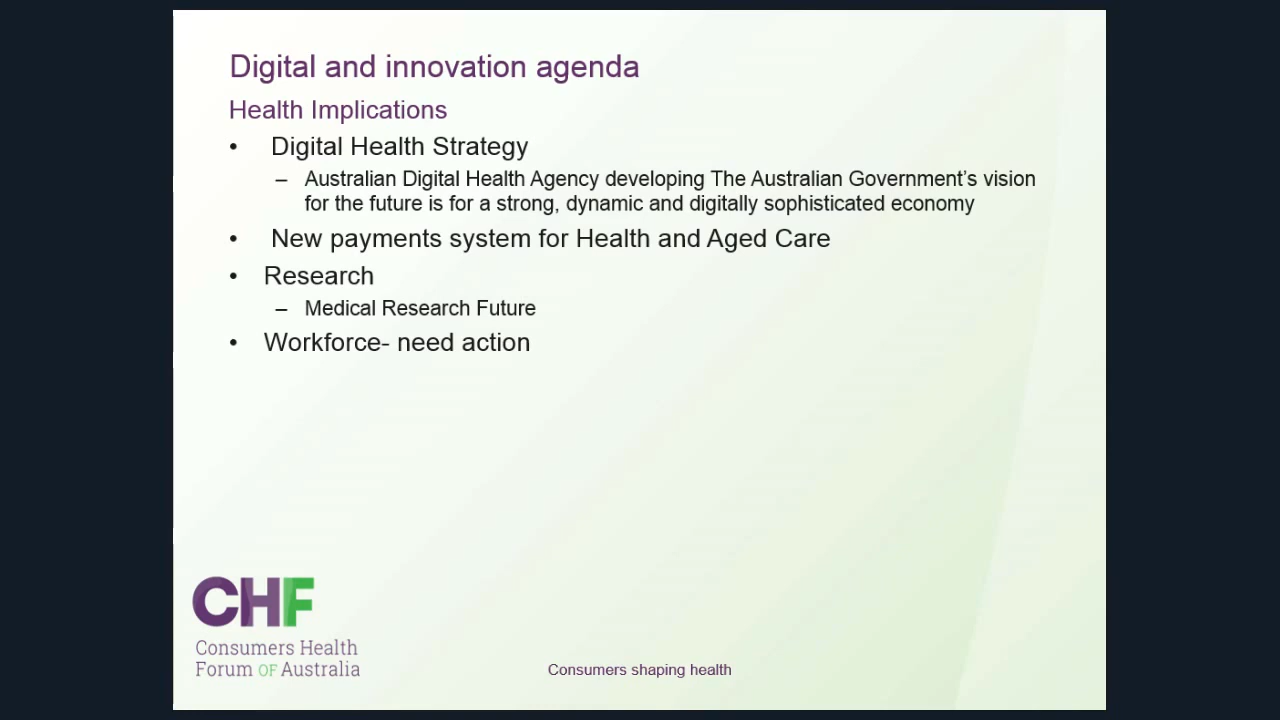 Digital and innovation agenda
Health Implications
• Digital Health Strategy
– Australian Digital Health Agency developing The Australian Government's vision
for the future is for a strong, dynamic and digitally sophisticated economy
• New payments system for Health and Aged Care
• Research
– Medical Research Future
• Workforce- need action
CHF
Consumers Health
Forum OF Australia
Consumers shaping health